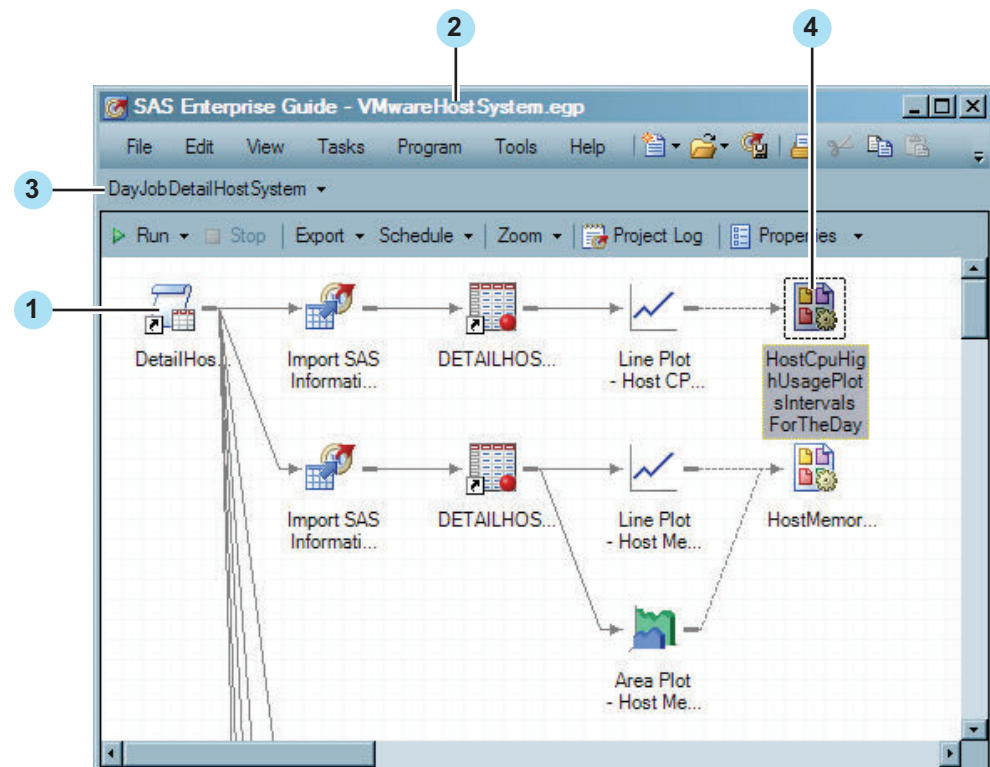 2
4
SAS Enterprise Guide - VMwareHostSystem.egp
File Edit View Tasks Program Tools Help
3
DayJobDetailHostSystem
Run Stop Export Schedule Zoom Project Log Properties
1
DetailHos...
Import SAS
Informati...
DETAILHOS...
Line Plot
- Host CP...
HostCpuHig
hUsagePlot
sIntervals
ForTheDay
Import SAS
Informati...
DETAILHOS...
Line Plot
- Host Me...
HostMemor...
Area Plot
- Host Me...